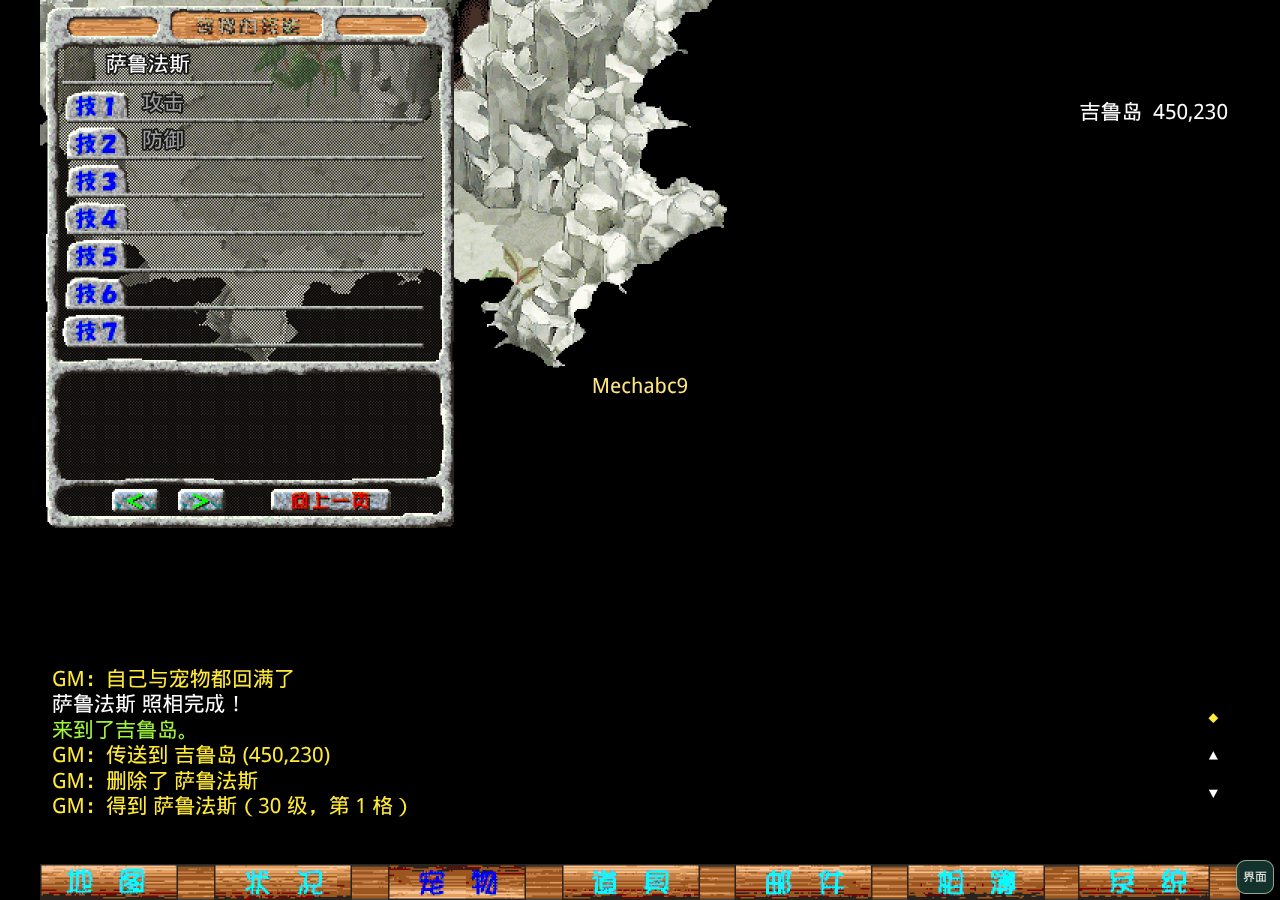 萨鲁法斯
技1 攻击
技2 防御
技3
技4
技5
技6
技7
< > 回上一页
吉鲁岛 450,230
Mechabc9
GM：自己与宠物都回满了
萨鲁法斯 照相完成！
来到了吉鲁岛。
GM：传送到 吉鲁岛 (450,230)
GM：删除了 萨鲁法斯
GM：得到 萨鲁法斯（30 级，第 1 格）
地图 状况 宠物 道具 邮件 相簿 系统 界面